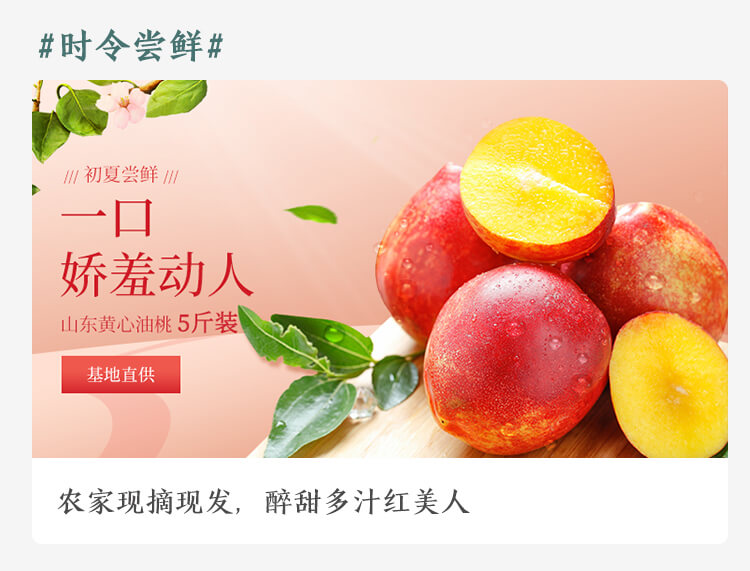 #时令尝鲜#
/// 初夏尝鲜 ///
一口
娇羞动人
山东黄心油桃 5斤装
基地直供
农家现摘现发，醉甜多汁红美人